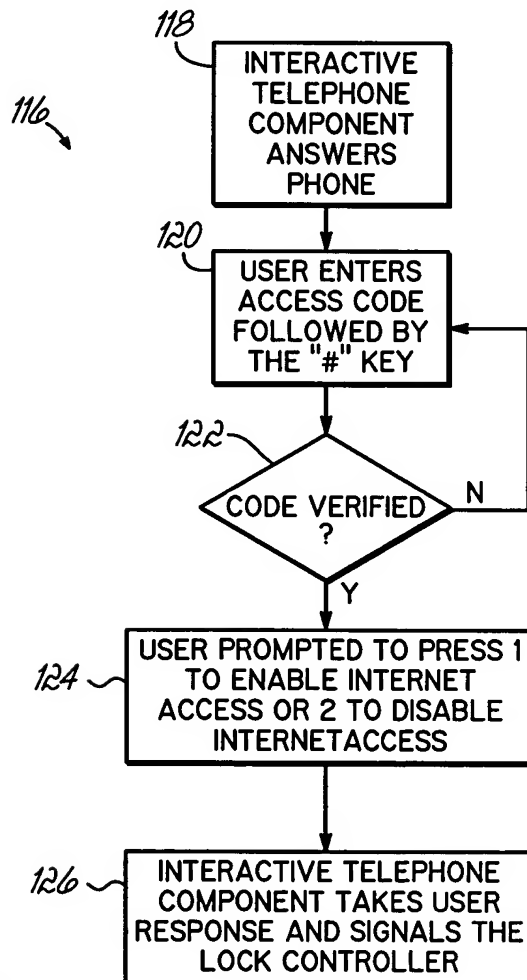 118
INTERACTIVE
TELEPHONE
COMPONENT
ANSWERS
PHONE
116
120
USER ENTERS
ACCESS CODE
FOLLOWED BY
THE "#" KEY
122
CODE VERIFIED
?
N
Y
124
USER PROMPTED TO PRESS 1
TO ENABLE INTERNET
ACCESS OR 2 TO DISABLE
INTERNETACCESS
126
INTERACTIVE TELEPHONE
COMPONENT TAKES USER
RESPONSE AND SIGNALS THE
LOCK CONTROLLER